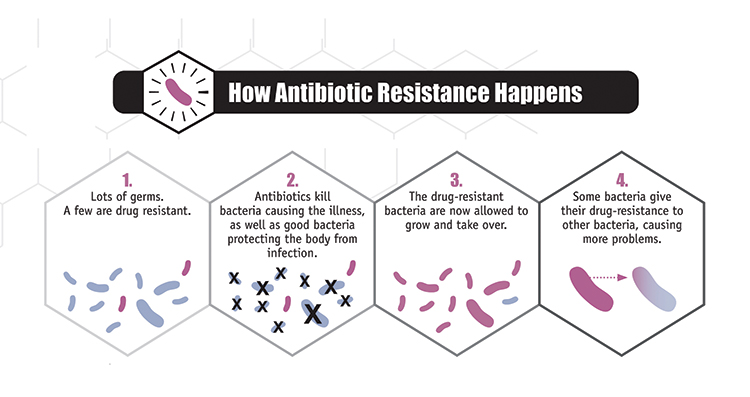 How Antibiotic Resistance Happens
1.
Lots of germs.
A few are drug resistant.
2.
Antibiotics kill
bacteria causing the illness,
as well as good bacteria
protecting the body from
infection.
X X X X X X X X X X X
3.
The drug-resistant
bacteria are now allowed to
grow and take over.
4.
Some bacteria give
their drug-resistance to
other bacteria, causing
more problems.